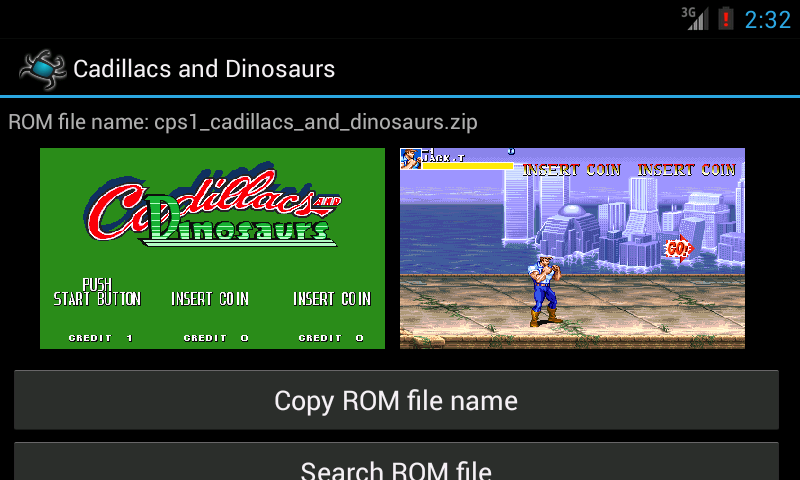 3G 2:32
Cadillacs and Dinosaurs
ROM file name: cps1_cadillacs_and_dinosaurs.zip
Cadillacs AND
Dinosaurs
PUSH
START BUTTON INSERT COIN INSERT COIN
CREDIT 1 CREDIT 0 CREDIT 0
JACK.T
INSERT COIN INSERT COIN
GO!
Copy ROM file name
Search ROM file